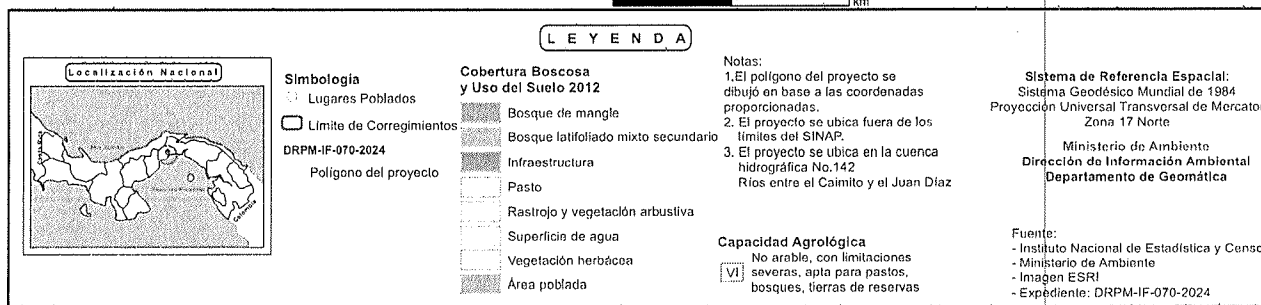 km
LEYENDA
Localización Nacional
Colombia
Simbología
Lugares Poblados
Límite de Corregimientos
DRPM-IF-070-2024
Polígono del proyecto
Cobertura Boscosa
y Uso del Suelo 2012
Bosque de mangle
Bosque latifoliado mixto secundario
Infraestructura
Pasto
Rastrojo y vegetación arbustiva
Superficie de agua
Vegetación herbácea
Área poblada
Notas:
1.El polígono del proyecto se
dibujó en base a las coordenadas
proporcionadas.
2. El proyecto se ubica fuera de los
límites del SINAP.
3. El proyecto se ubica en la cuenca
hidrográfica No.142
Ríos entre el Caimito y el Juan Díaz
Capacidad Agrológica
VI
No arable, con limitaciones
severas, apta para pastos,
bosques, tierras de reservas
Sistema de Referencia Espacial:
Sistema Geodésico Mundial de 1984
Proyección Universal Transversal de Mercato
Zona 17 Norte
Ministerio de Ambiente
Dirección de Información Ambiental
Departamento de Geomática
Fuente:
- Instituto Nacional de Estadística y Censo
- Ministerio de Ambiente
- Imagen ESRI
- Expediente: DRPM-IF-070-2024